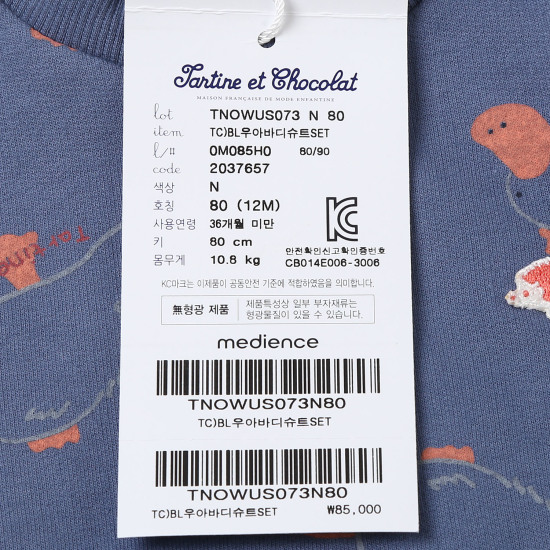 Tartine et Chocolat
MAISON FRANÇAISE DE MODE ENFANTINE
lot TNOWUS073 N 80
item TC)BL우아바디슈트SET
l/# 0M085H0 80/90
code 2037657
색상 N
호칭 80 (12M)
사용연령 36개월 미만
키 80 cm
몸무게 10.8 kg
안전확인신고확인증번호
CB014E006-3006
KC마크는 이제품이 공동안전 기준에 적합하였음을 의미합니다.
無형광 제품
제품특성상 일부 부자재류는
형광물질이 있을 수 있습니다.
medience
TNOWUS073N80
TC)BL우아바디슈트SET
TNOWUS073N80
TC)BL우아바디슈트SET ₩85,000